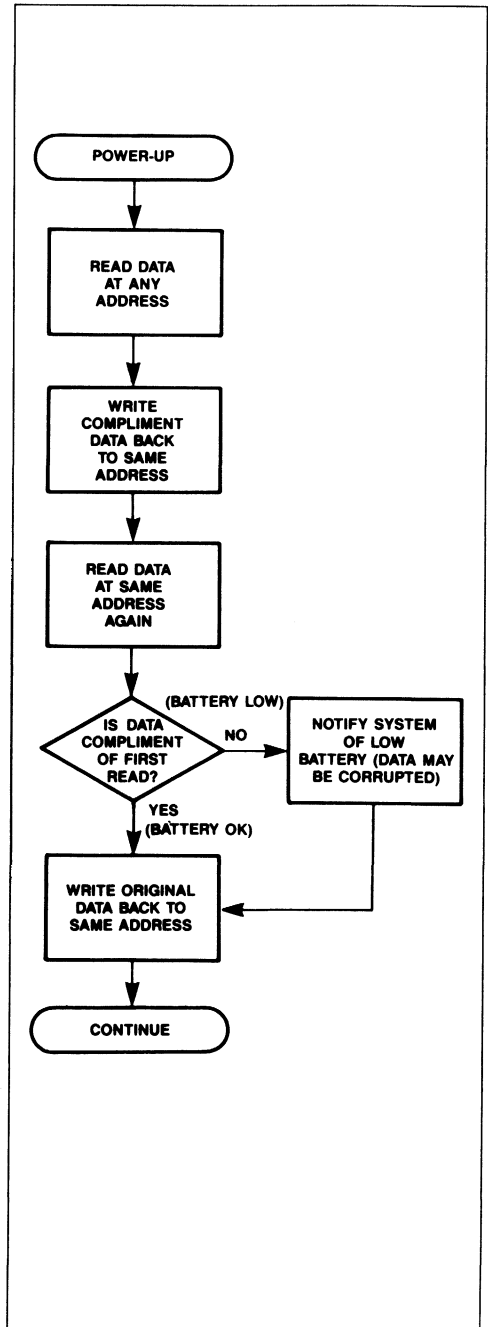 POWER-UP
READ DATA
AT ANY
ADDRESS
WRITE
COMPLIMENT
DATA BACK
TO SAME
ADDRESS
READ DATA
AT SAME
ADDRESS
AGAIN
IS DATA
COMPLIMENT
OF FIRST
READ?
(BATTERY LOW)
NO
NOTIFY SYSTEM
OF LOW
BATTERY (DATA MAY
BE CORRUPTED)
YES
(BATTERY OK)
WRITE ORIGINAL
DATA BACK TO
SAME ADDRESS
CONTINUE